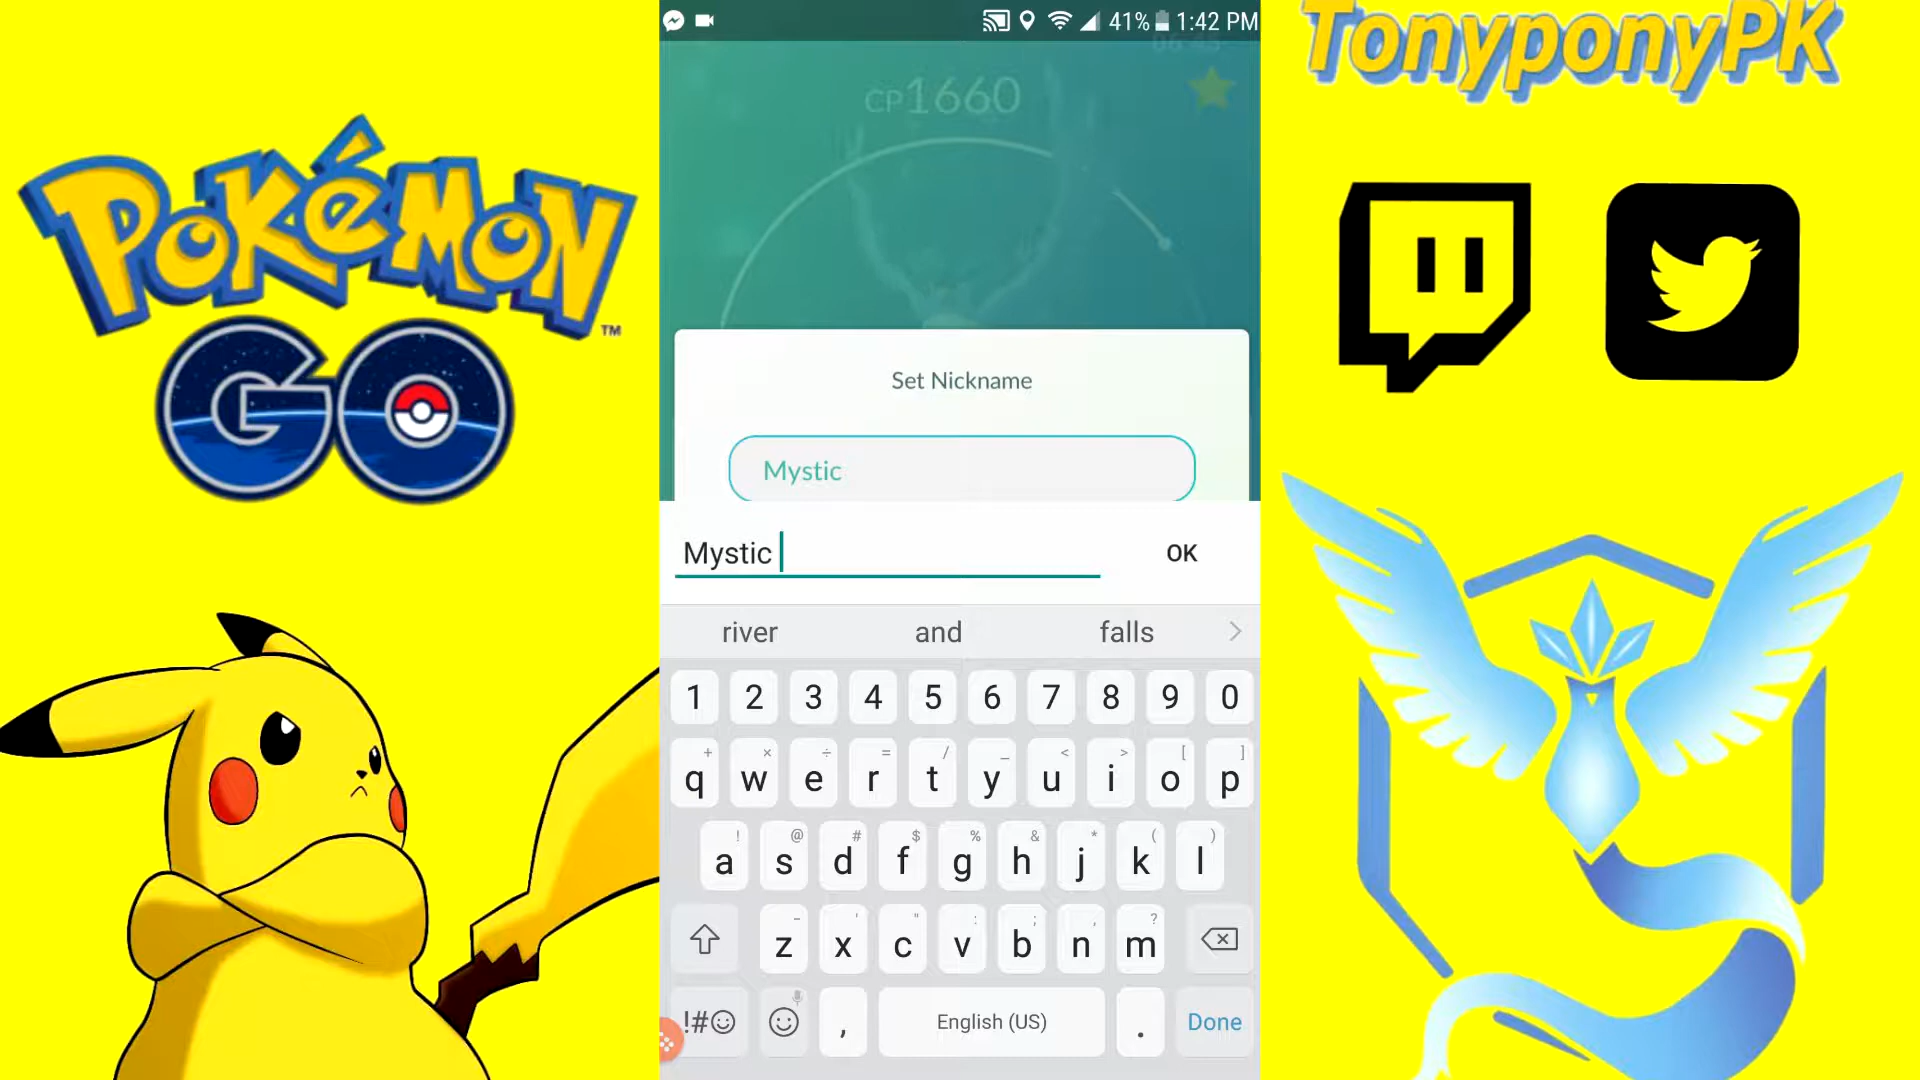 41% 1:42 PM
TonyponyPK
CP1660
POKéMON
TM
GO
Set Nickname
Mystic
Mystic
OK
river and falls
1 2 3 4 5 6 7 8 9 0
+ × ÷ = / _ < > [ ]
q w e r t y u i o p
! @ # $ % & * ( )
a s d f g h j k l
- ' " : ; , ?
z x c v b n m
!#☺ , English (US) . Done